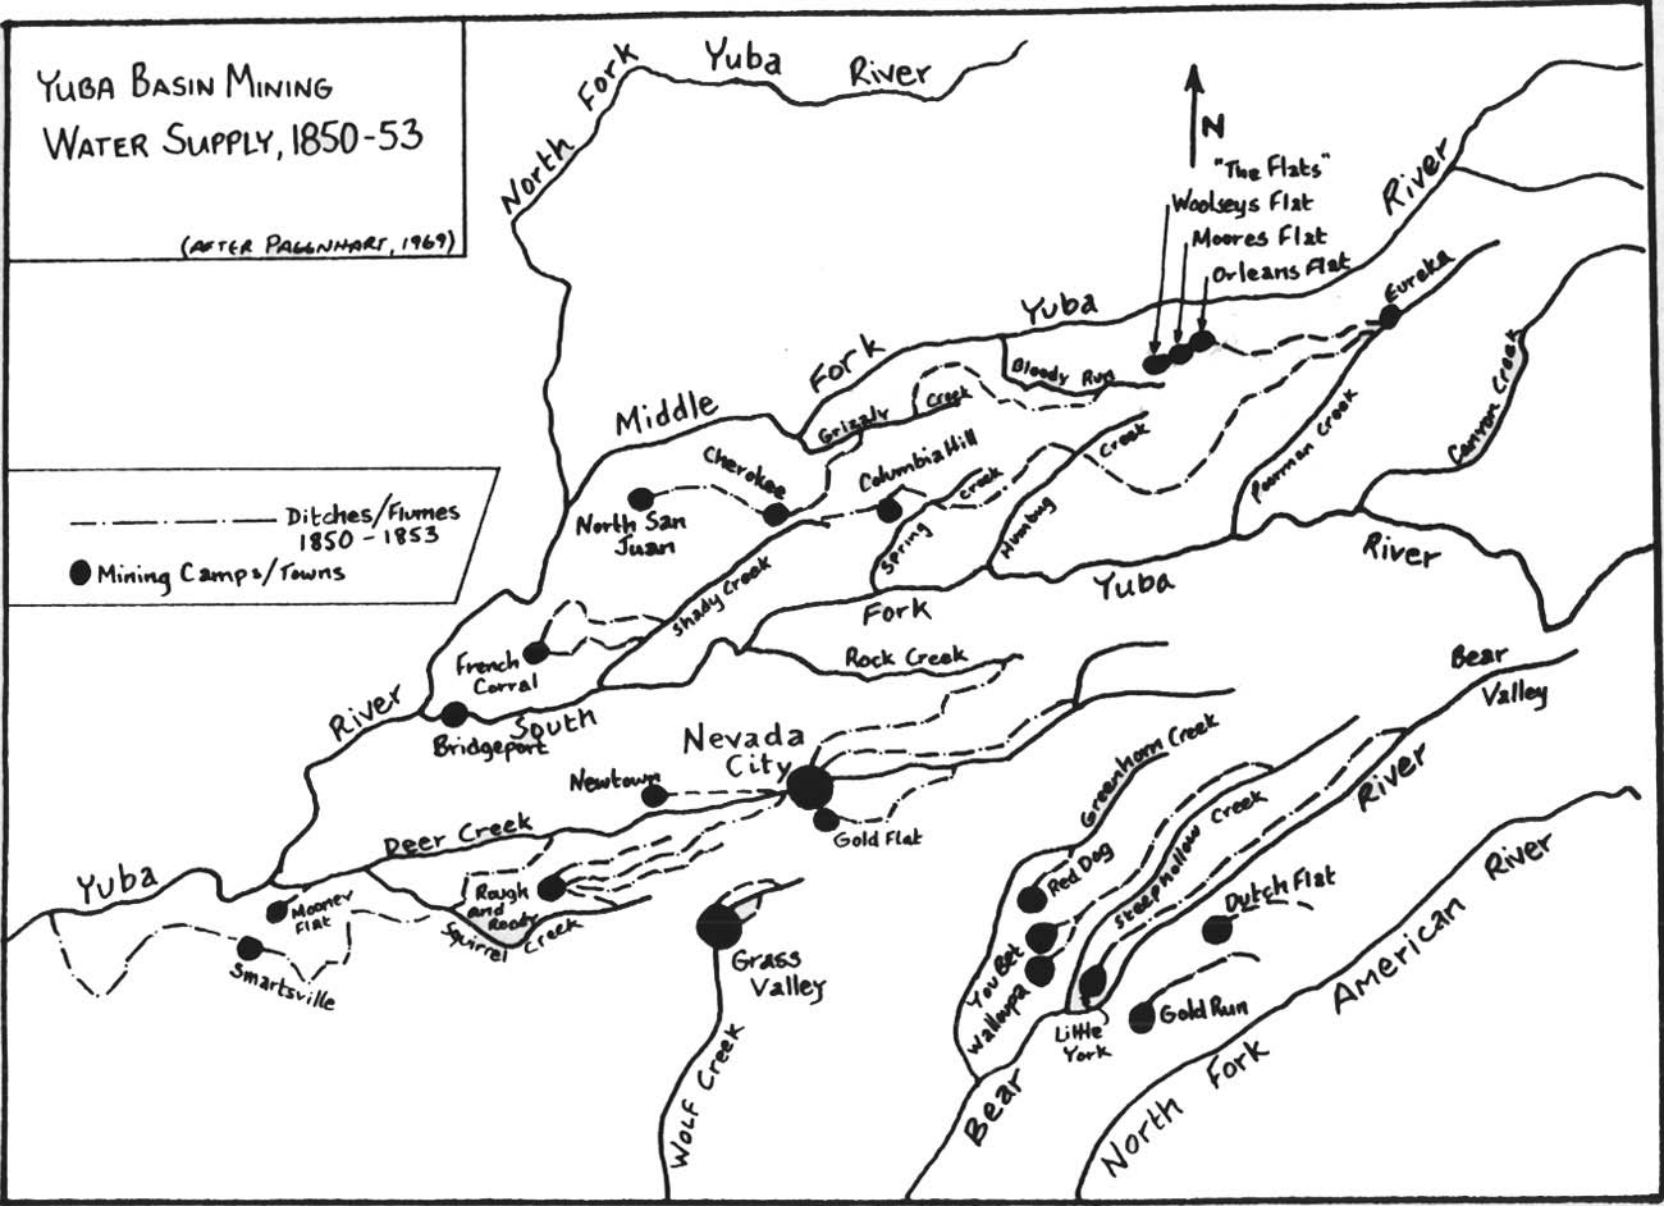 YUBA BASIN MINING
WATER SUPPLY, 1850-53
(AFTER PAGENHART, 1969)
North Fork Yuba River
N
"The Flats"
Woolseys Flat
Moores Flat
Orleans Flat
Middle Fork Yuba River
Eureka
Bloody Run
Grizzly Creek
Canyon Creek
Poorman Creek
Columbia Hill
Cherokee
Spring Creek
Humbug Creek
North San
Juan
Ditches/Flumes
1850-1853
Mining Camps/Towns
Shady Creek
South Fork Yuba River
French
Corral
Rock Creek
River
Bridgeport
Bear
Valley
Nevada
City
Newtown
Gold Flat
Deer Creek
Greenhorn Creek
Steephollow Creek
Bear River
Yuba
Mooney
Flat
Rough
and
Ready
Squirrel Creek
Smartsville
Red Dog
Dutch Flat
Grass
Valley
You Bet
Walloupa
Little
York
Gold Run
Wolf Creek
North Fork American River